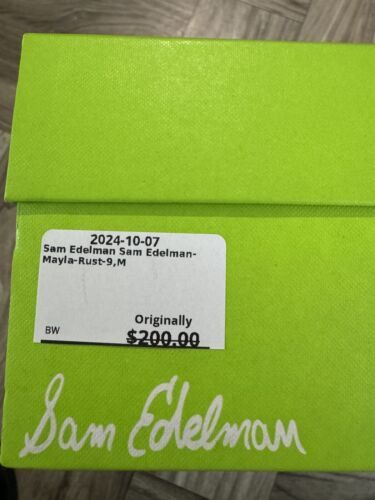 2024-10-07
Sam Edelman Sam Edelman-
Mayla-Rust-9,M
Originally
BW
$200.00
Sam Edelman